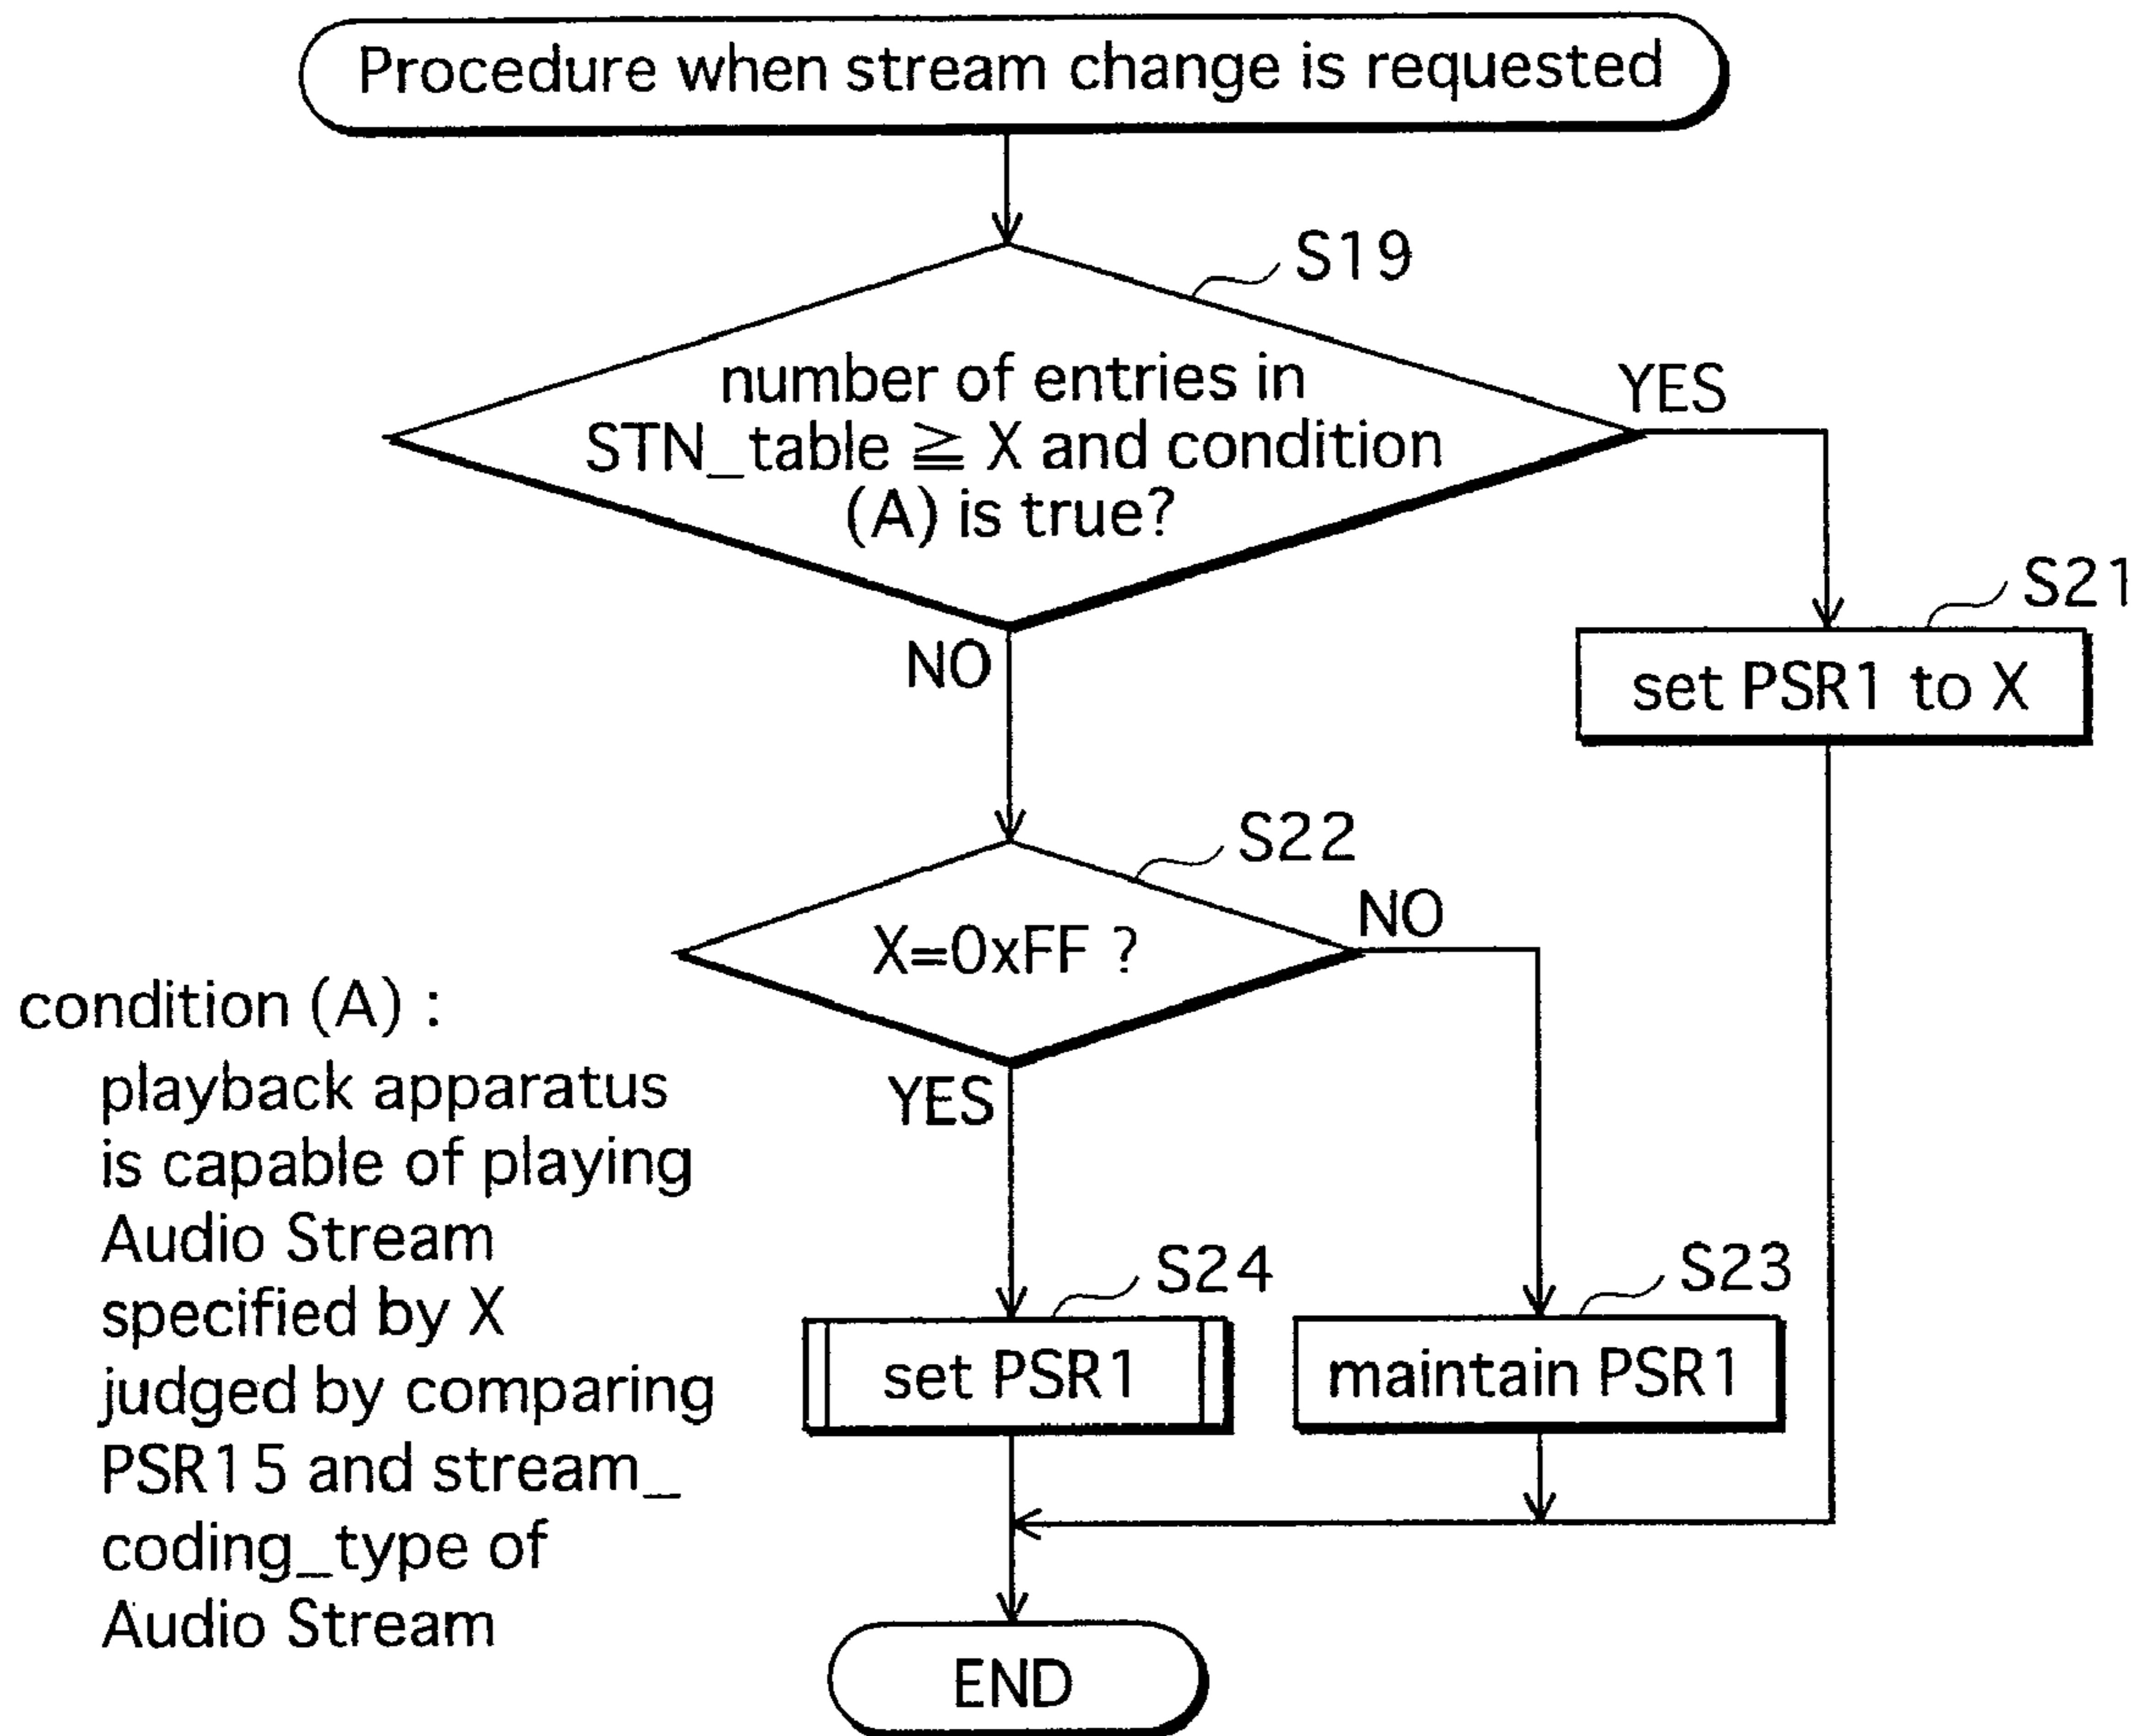 Procedure when stream change is requested
S19
number of entries in
STN_table ≧ X and condition
(A) is true?
YES
NO
S21
set PSR1 to X
S22
X=0xFF ?
NO
YES
condition (A) :
playback apparatus
is capable of playing
Audio Stream
specified by X
judged by comparing
PSR15 and stream_
coding_type of
Audio Stream
S24
set PSR1
S23
maintain PSR1
END